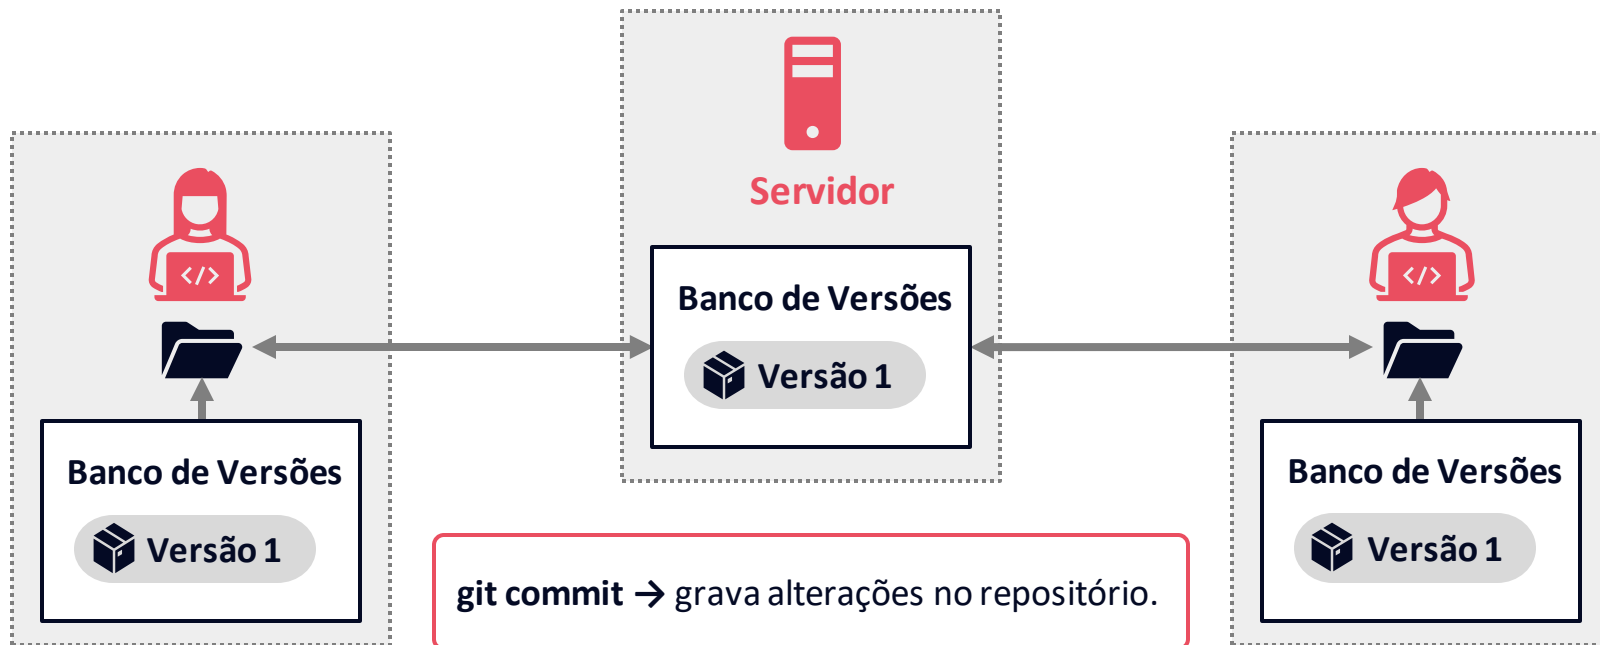 Servidor
Banco de Versões
Versão 1
Banco de Versões
Versão 1
Banco de Versões
Versão 1
git commit → grava alterações no repositório.